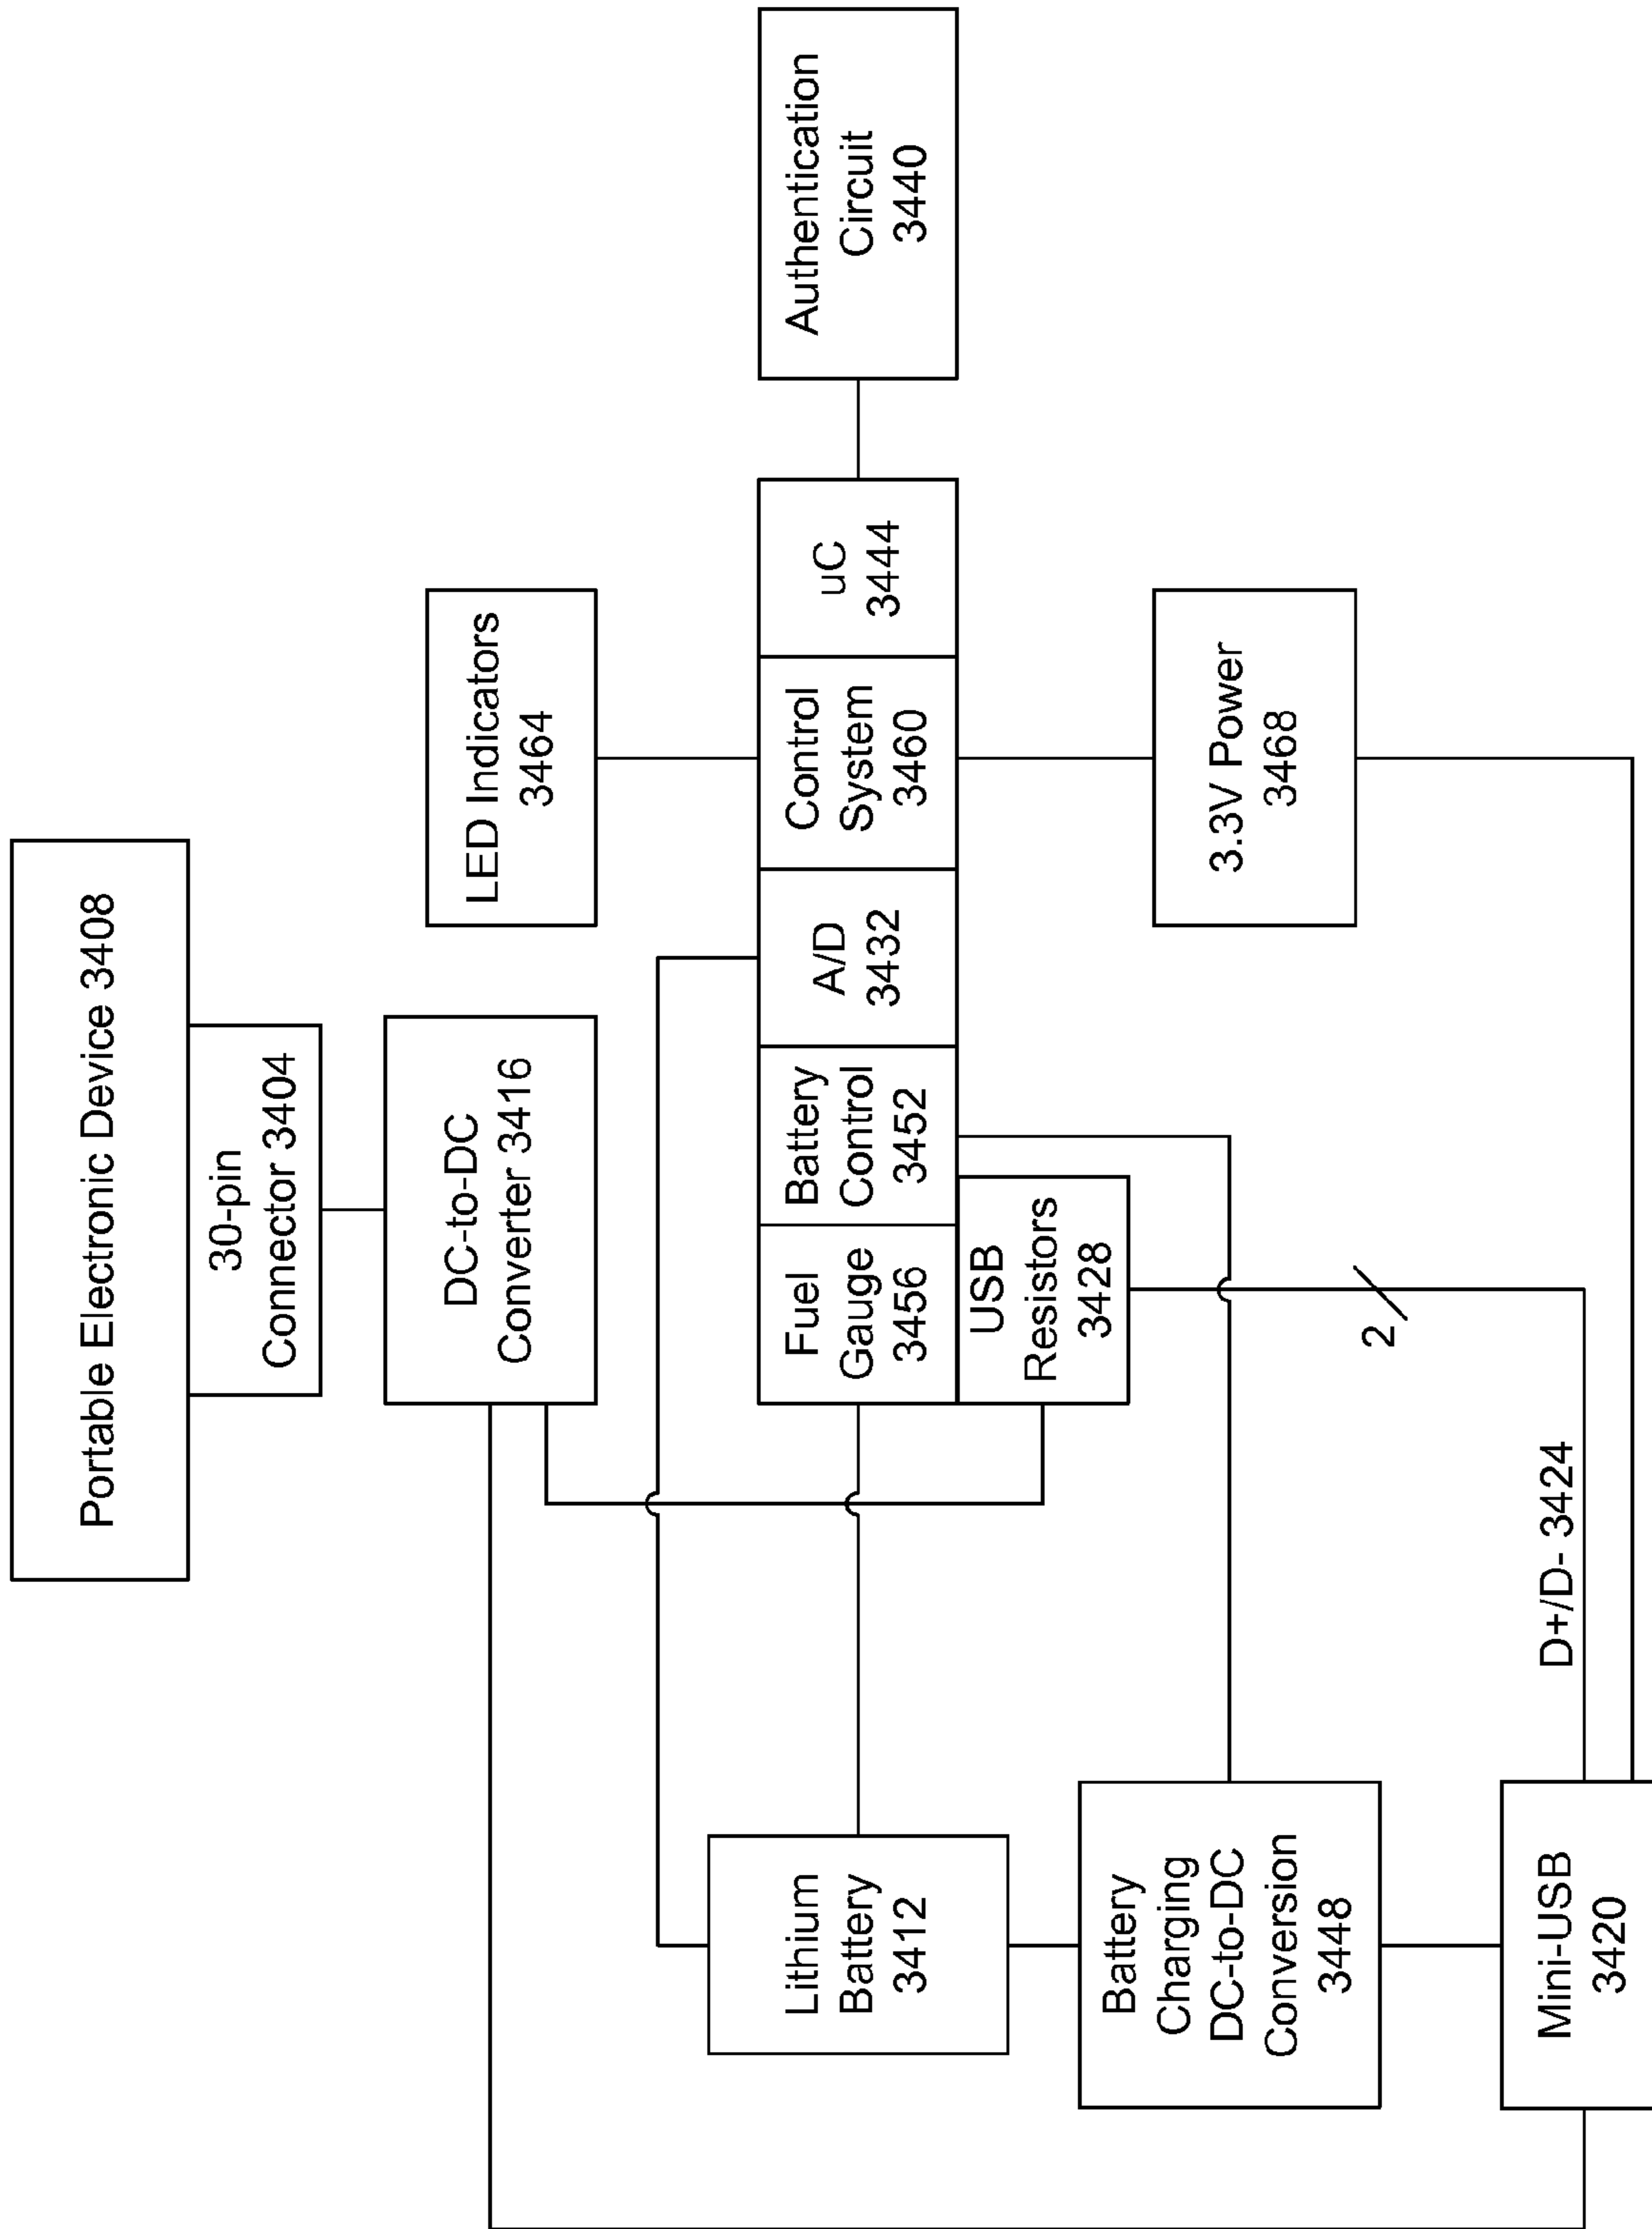 Portable Electronic Device 3408
30-pin
Connector 3404
DC-to-DC
Converter 3416
LED Indicators
3464
Lithium
Battery
3412
Fuel
Gauge
3456
Battery
Control
3452
A/D
3432
Control
System
3460
uC
3444
Authentication
Circuit
3440
USB
Resistors
3428
Battery
Charging
DC-to-DC
Conversion
3448
3.3V Power
3468
2
D+/D- 3424
Mini-USB
3420